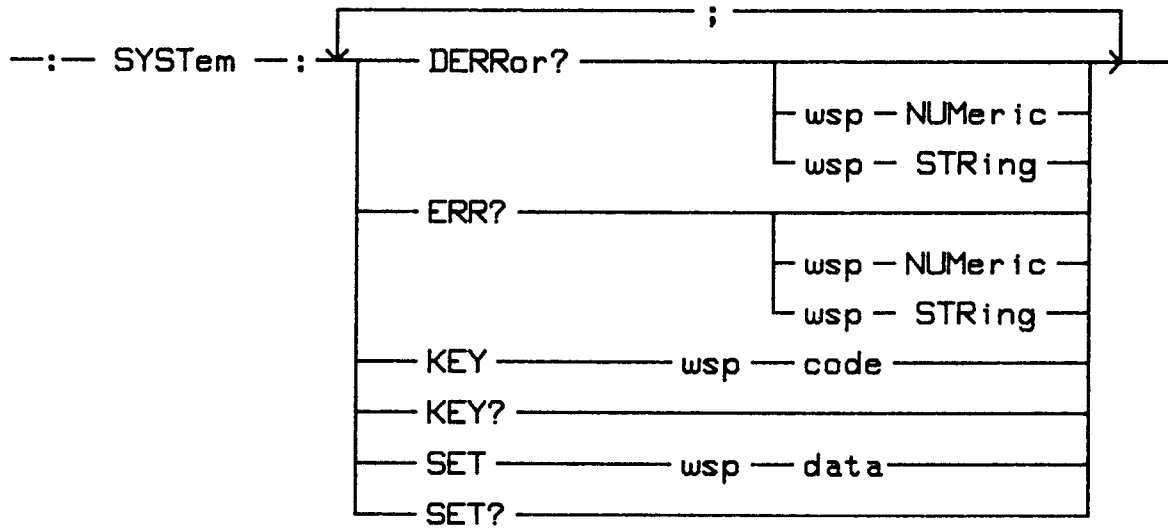 ;
: SYSTem : DERRor?
wsp NUMeric
wsp STRing
ERR?
wsp NUMeric
wsp STRing
KEY wsp code
KEY?
SET wsp data
SET?